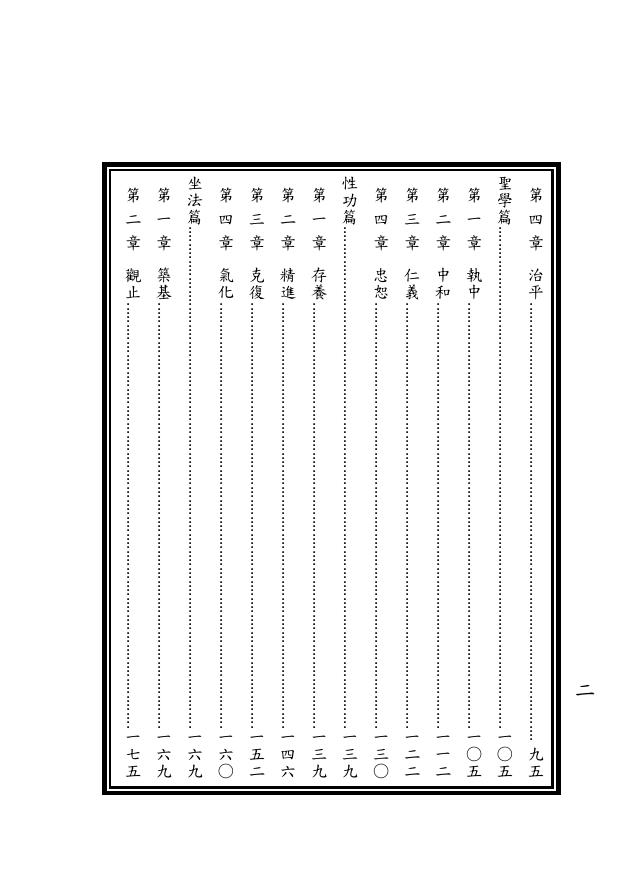 第四章 治平……九五
聖學篇……一〇五
第一章 執中……一〇五
第二章 中和……一一二
第三章 仁義……一二二
第四章 忠恕……一三〇
性功篇……一三九
第一章 存養……一三九
第二章 精進……一四六
第三章 克復……一五二
第四章 氣化……一六〇
坐法篇……一六九
第一章 築基……一六九
第二章 觀止……一七五
二